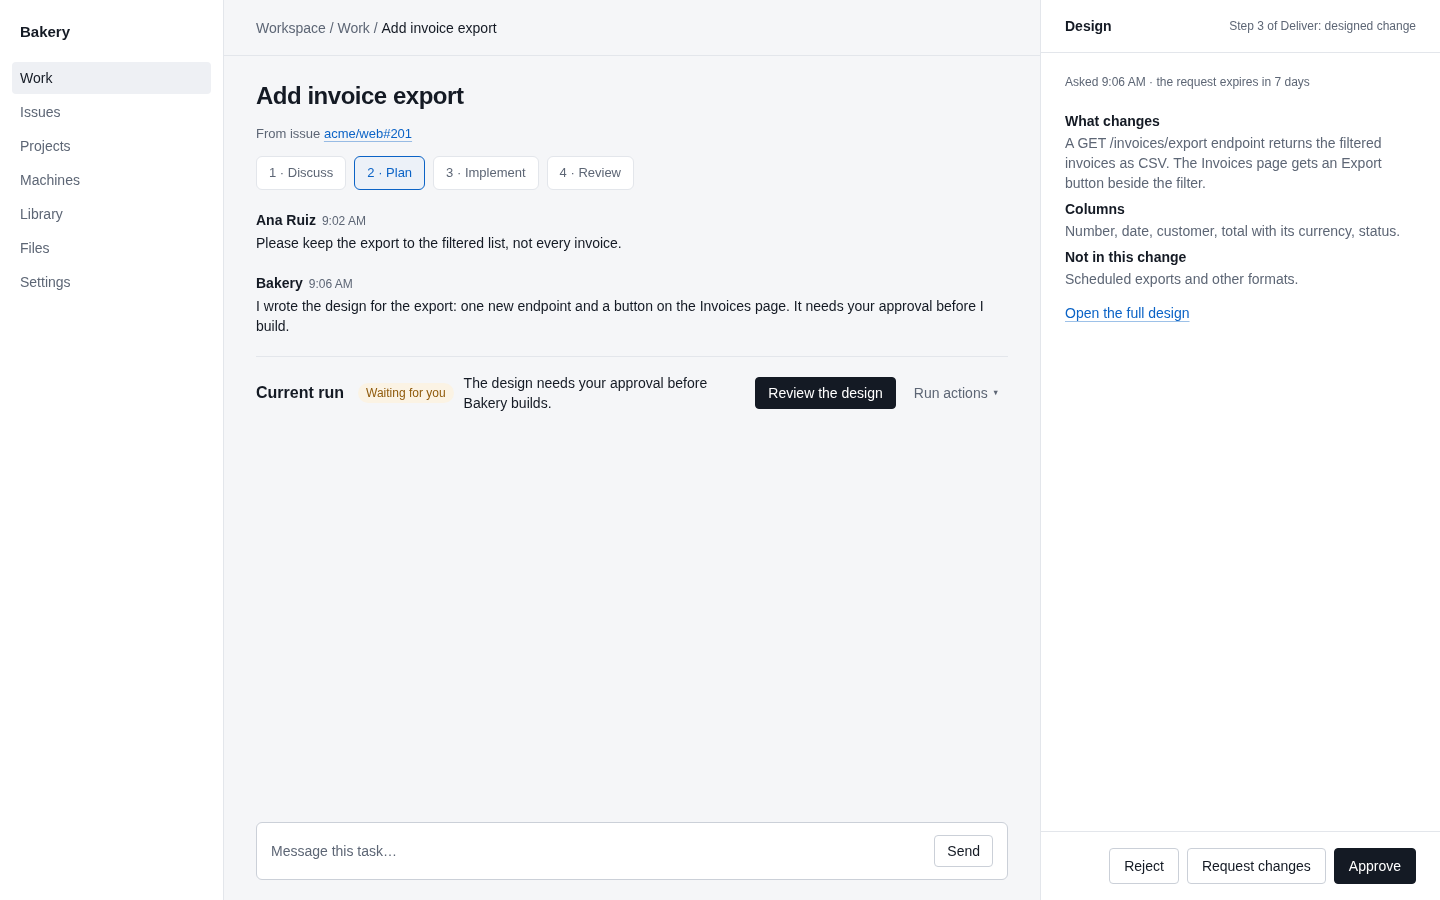 Bakery
Work
Issues
Projects
Machines
Library
Files
Settings
Workspace / Work / Add invoice export
Add invoice export
From issue acme/web#201
1 · Discuss
2 · Plan
3 · Implement
4 · Review
Ana Ruiz 9:02 AM
Please keep the export to the filtered list, not every invoice.
Bakery 9:06 AM
I wrote the design for the export: one new endpoint and a button on the Invoices page. It needs your approval before I
build.
Current run
Waiting for you
The design needs your approval before
Bakery builds.
Review the design
Run actions ▾
Message this task…
Send
Design
Step 3 of Deliver: designed change
Asked 9:06 AM · the request expires in 7 days
What changes
A GET /invoices/export endpoint returns the filtered
invoices as CSV. The Invoices page gets an Export
button beside the filter.
Columns
Number, date, customer, total with its currency, status.
Not in this change
Scheduled exports and other formats.
Open the full design
Reject
Request changes
Approve